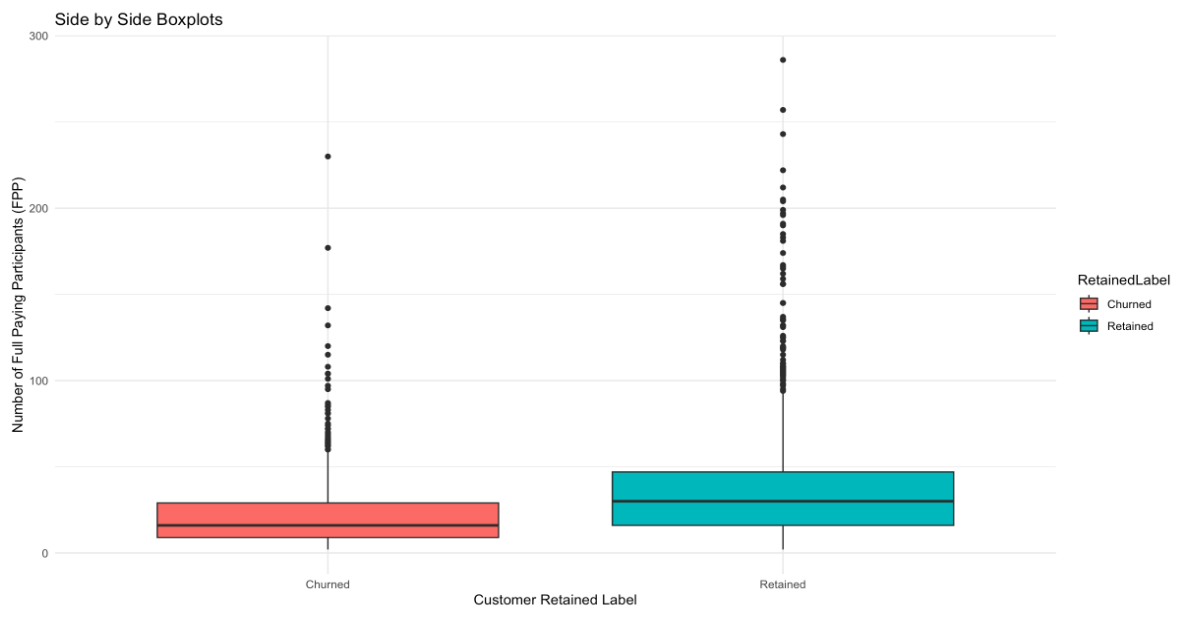 Side by Side Boxplots
300
200
100
0
Number of Full Paying Participants (FPP)
Churned
Retained
Customer Retained Label
RetainedLabel
Churned
Retained